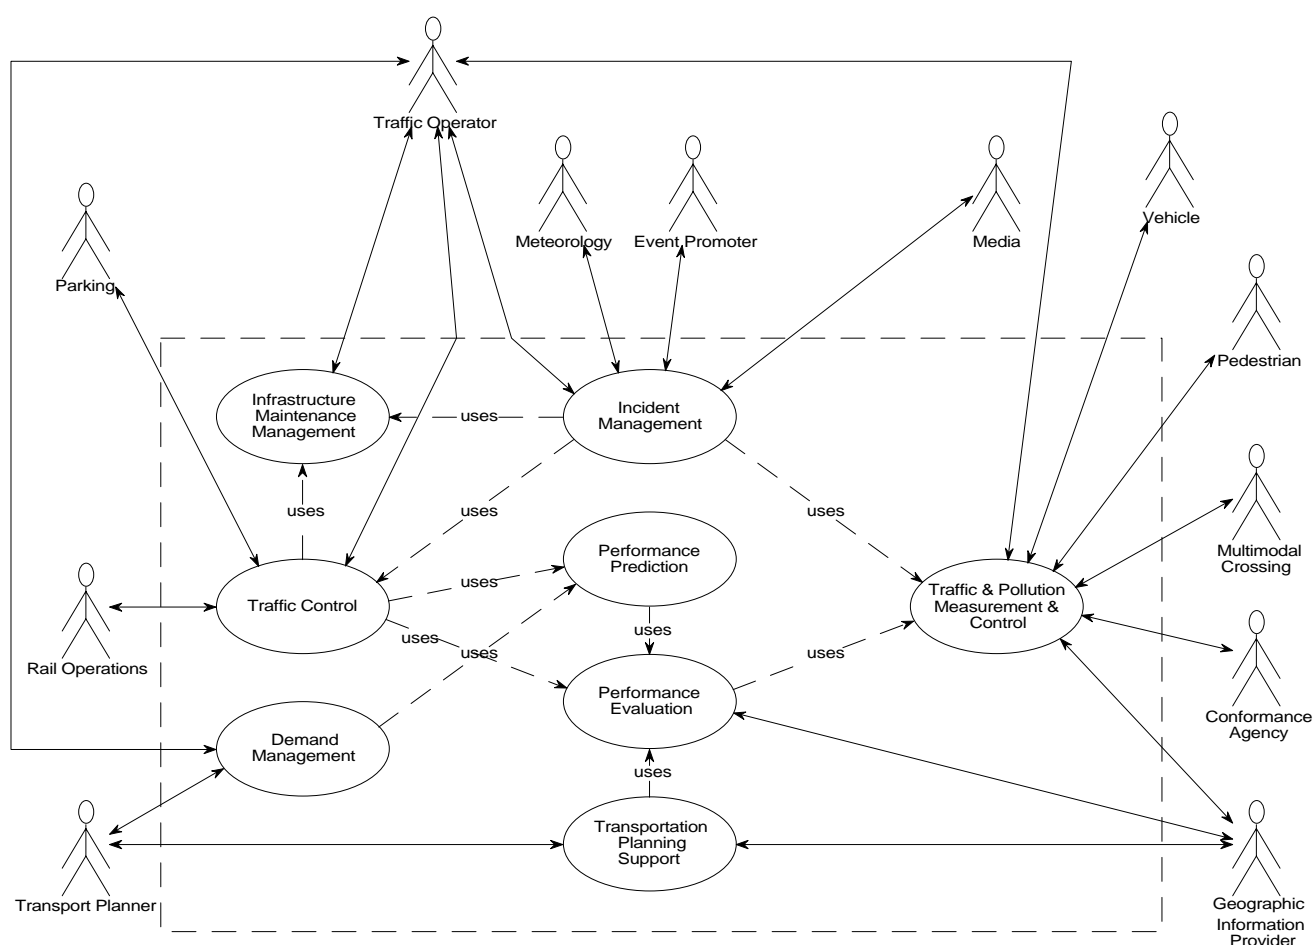 Traffic Operator
Meteorology
Event Promoter
Media
Vehicle
Parking
Pedestrian
Infrastructure
Maintenance
Management
uses
Incident
Management
uses
uses
uses
Multimodal
Crossing
Performance
Prediction
uses
Traffic Control
Traffic & Pollution
Measurement &
Control
uses
uses
uses
uses
Rail Operations
Performance
Evaluation
Conformance
Agency
Demand
Management
uses
Transportation
Planning
Support
Transport Planner
Geographic
Information
Provider